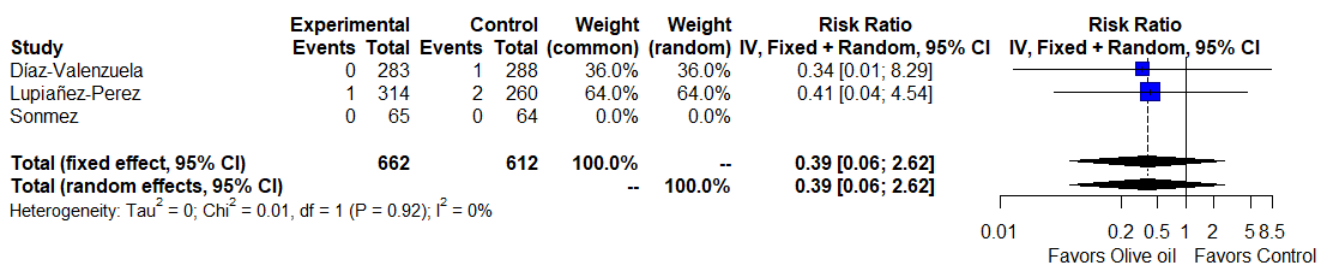 Experimental Control Weight Weight Risk Ratio Risk Ratio
Study Events Total Events Total (common) (random) IV, Fixed + Random, 95% CI IV, Fixed + Random, 95% CI
Díaz-Valenzuela 0 283 1 288 36.0% 36.0% 0.34 [0.01; 8.29]
Lupiañez-Perez 1 314 2 260 64.0% 64.0% 0.41 [0.04; 4.54]
Sonmez 0 65 0 64 0.0% 0.0%
Total (fixed effect, 95% CI) 662 612 100.0% -- 0.39 [0.06; 2.62]
Total (random effects, 95% CI) -- 100.0% 0.39 [0.06; 2.62]
Heterogeneity: Tau² = 0; Chi² = 0.01, df = 1 (P = 0.92); I² = 0%
0.01 0.2 0.5 1 2 5 8.5
Favors Olive oil Favors Control